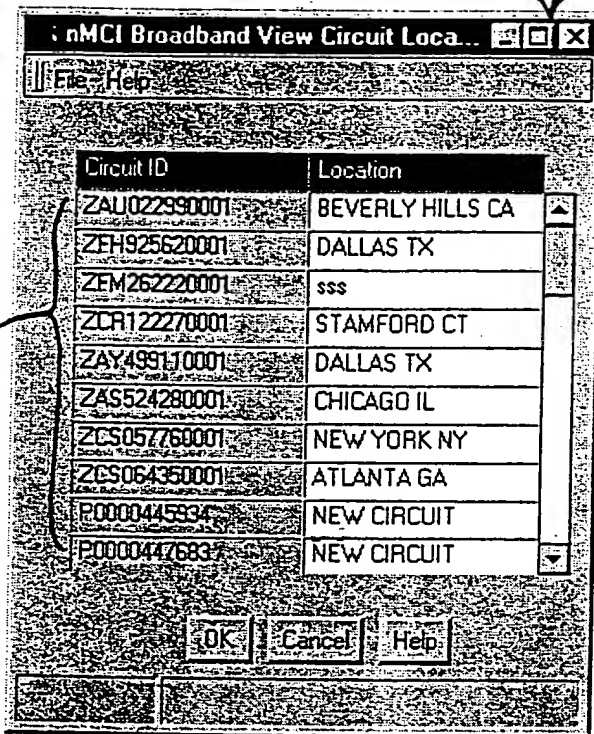 nMCI Broadband View Circuit Loca...
File Help
Circuit ID Location
ZAU022990001 BEVERLY HILLS CA
ZFH925620001 DALLAS TX
ZFM262220001 sss
ZCR122270001 STAMFORD CT
ZAY499110001 DALLAS TX
ZAS524280001 CHICAGO IL
ZCS057760001 NEW YORK NY
ZCS064350001 ATLANTA GA
P0000445934 NEW CIRCUIT
P0000447683 NEW CIRCUIT
OK Cancel Help